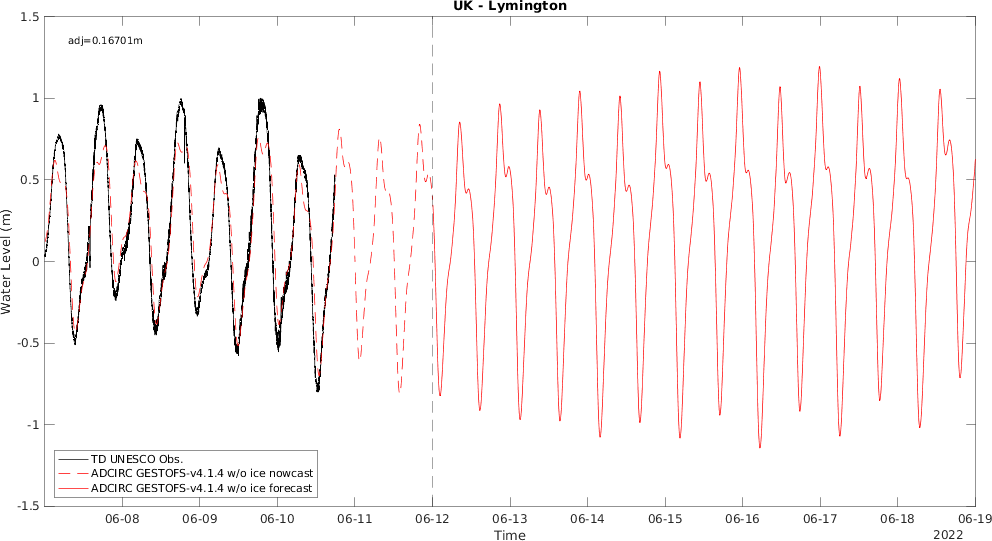 UK - Lymington
adj=0.16701m
Water Level (m)
1.5
1
0.5
0
-0.5
-1
-1.5
TD UNESCO Obs.
ADCIRC GESTOFS-v4.1.4 w/o ice nowcast
ADCIRC GESTOFS-v4.1.4 w/o ice forecast
06-08 06-09 06-10 06-11 06-12 06-13 06-14 06-15 06-16 06-17 06-18 06-19
Time
2022